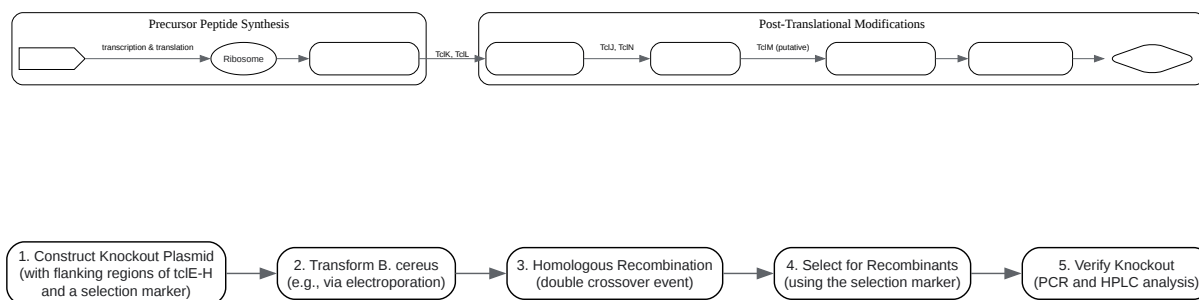 Precursor Peptide Synthesis
Post-Translational Modifications
transcription & translation
Ribosome
TclK, TclL
TclJ, TclN
TclM (putative)
1. Construct Knockout Plasmid
(with flanking regions of tclE-H
and a selection marker)
2. Transform B. cereus
(e.g., via electroporation)
3. Homologous Recombination
(double crossover event)
4. Select for Recombinants
(using the selection marker)
5. Verify Knockout
(PCR and HPLC analysis)